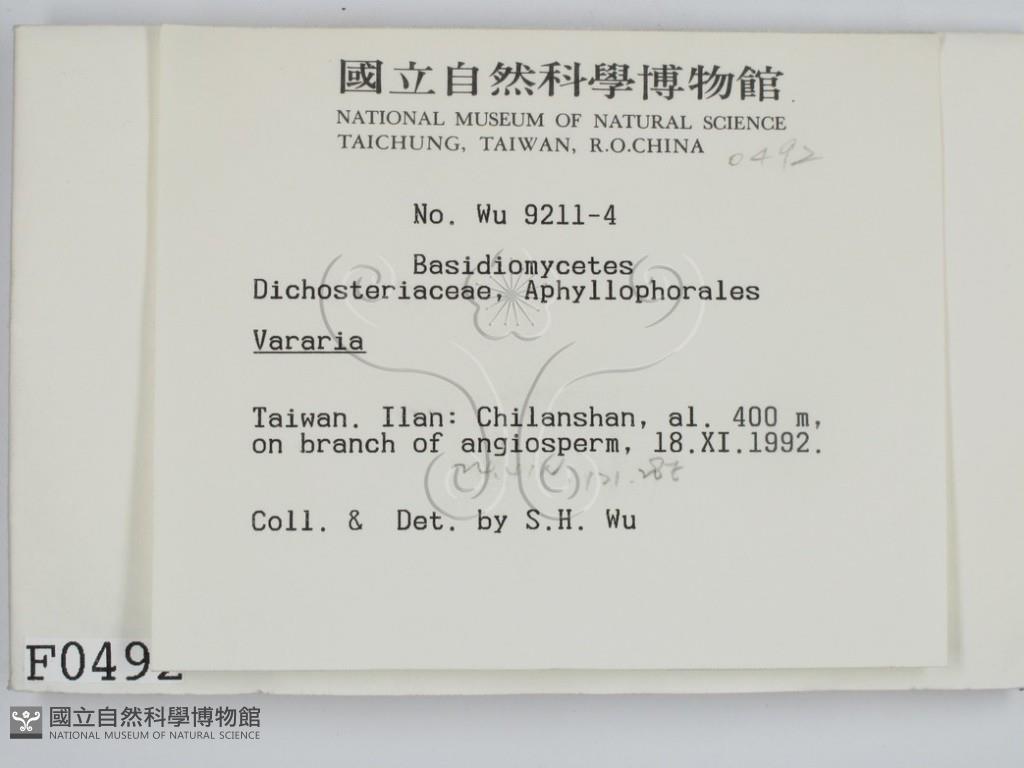 國立自然科學博物館
NATIONAL MUSEUM OF NATURAL SCIENCE
TAICHUNG, TAIWAN, R.O.CHINA
0492
No. Wu 9211-4
Basidiomycetes
Dichosteriaceae, Aphyllophorales
Vararia
Taiwan. Ilan: Chilanshan, al. 400 m,
on branch of angiosperm, 18.XI.1992.
121.28E
Coll. & Det. by S.H. Wu
F0492
國立自然科學博物館
NATIONAL MUSEUM OF NATURAL SCIENCE